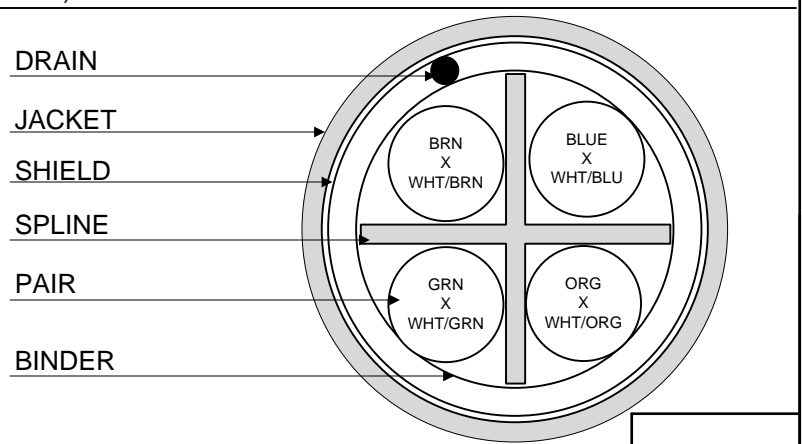 DRAIN
JACKET
SHIELD
SPLINE
PAIR
BINDER
BRN
X
WHT/BRN
BLUE
X
WHT/BLU
GRN
X
WHT/GRN
ORG
X
WHT/ORG